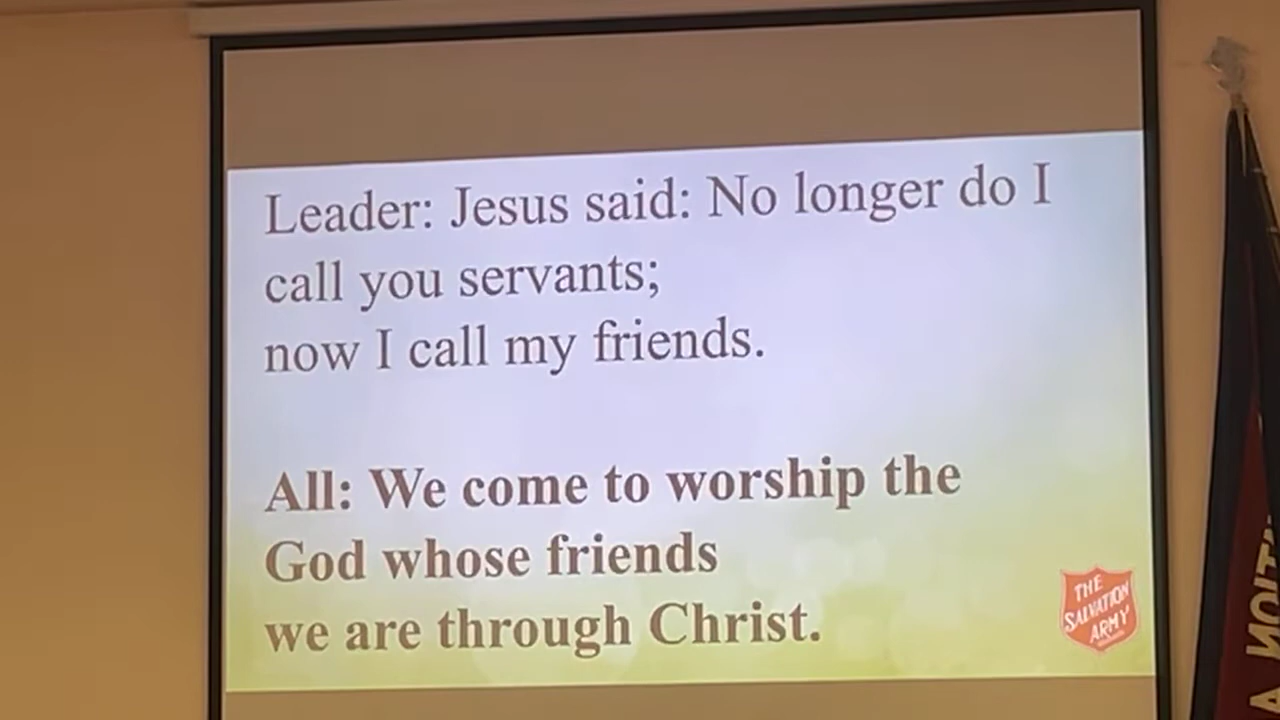 Leader: Jesus said: No longer do I
call you servants;
now I call my friends.
All: We come to worship the
God whose friends
we are through Christ.
THE
SALVATION
ARMY